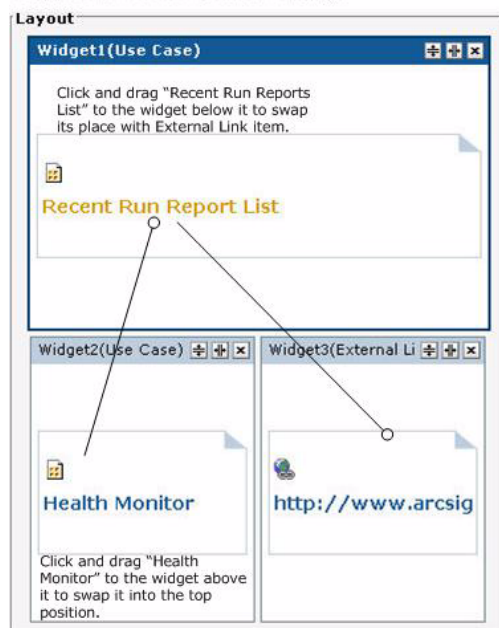 Layout
Widget1(Use Case)
Click and drag "Recent Run Reports
List" to the widget below it to swap
its place with External Link item.
Recent Run Report List
Widget2(Use Case)
Widget3(External Li
Health Monitor
http://www.arcsig
Click and drag "Health
Monitor" to the widget above
it to swap it into the top
position.